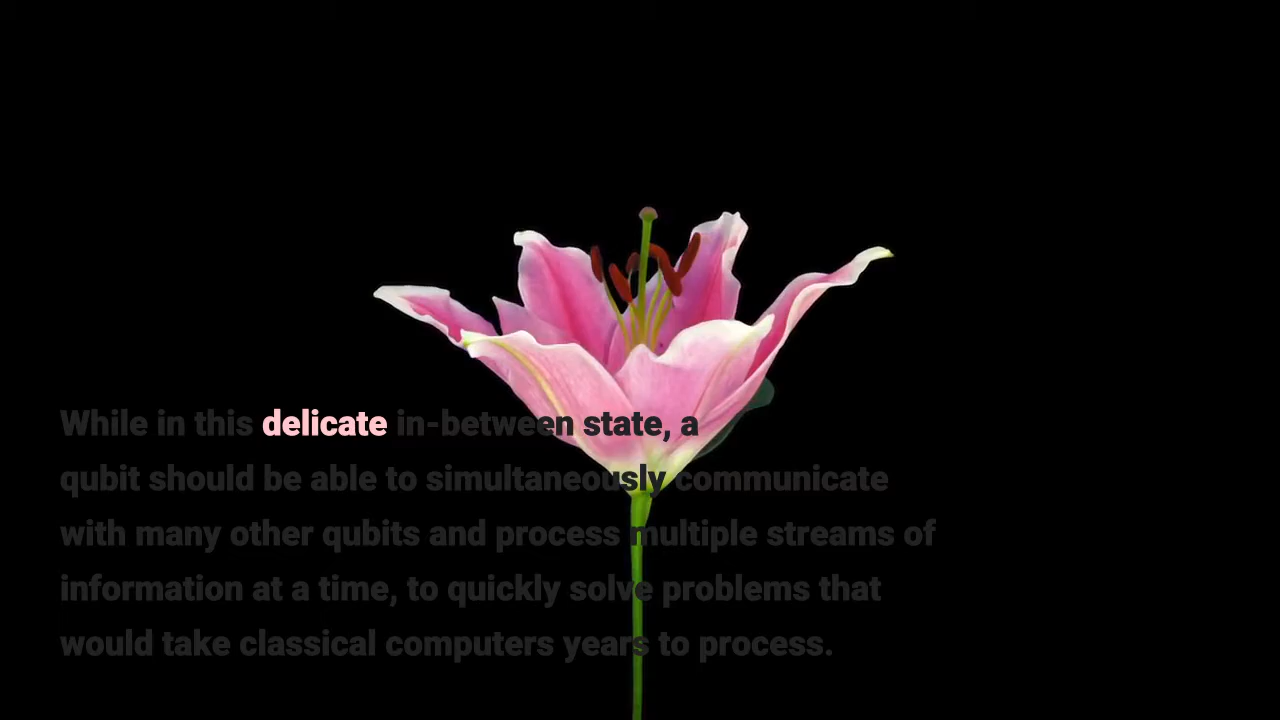 While in this delicate in-between state, a
qubit should be able to simultaneously communicate
with many other qubits and process multiple streams of
information at a time, to quickly solve problems that
would take classical computers years to process.